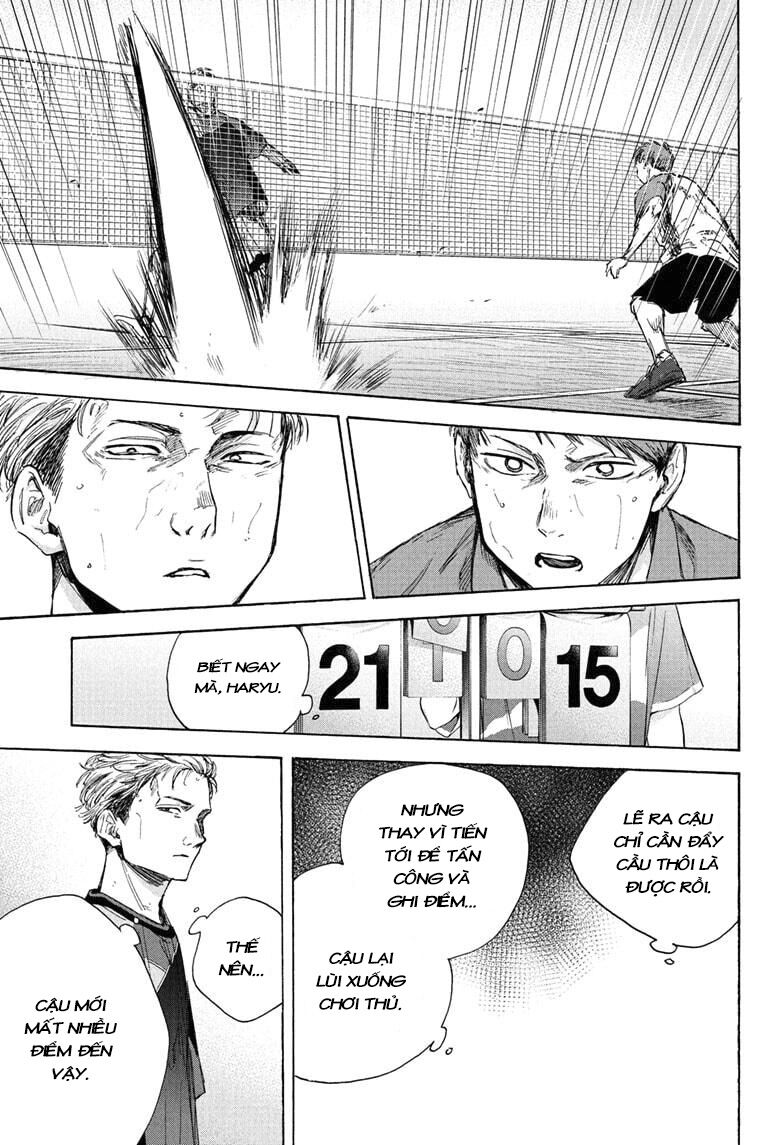 BIẾT NGAY
MÀ, HARYU.
21
0
1
0
15
LẼ RA CẬU
CHỈ CẦN ĐẨY
CẦU THÔI LÀ
ĐƯỢC RỒI.
NHƯNG
THAY VÌ TIẾN
TỚI ĐỂ TẤN
CÔNG VÀ
GHI ĐIỂM...
CẬU LẠI
LÙI XUỐNG
CHƠI THỦ.
THẾ
NÊN...
CẬU MỚI
MẤT NHIỀU
ĐIỂM ĐẾN
VẬY.